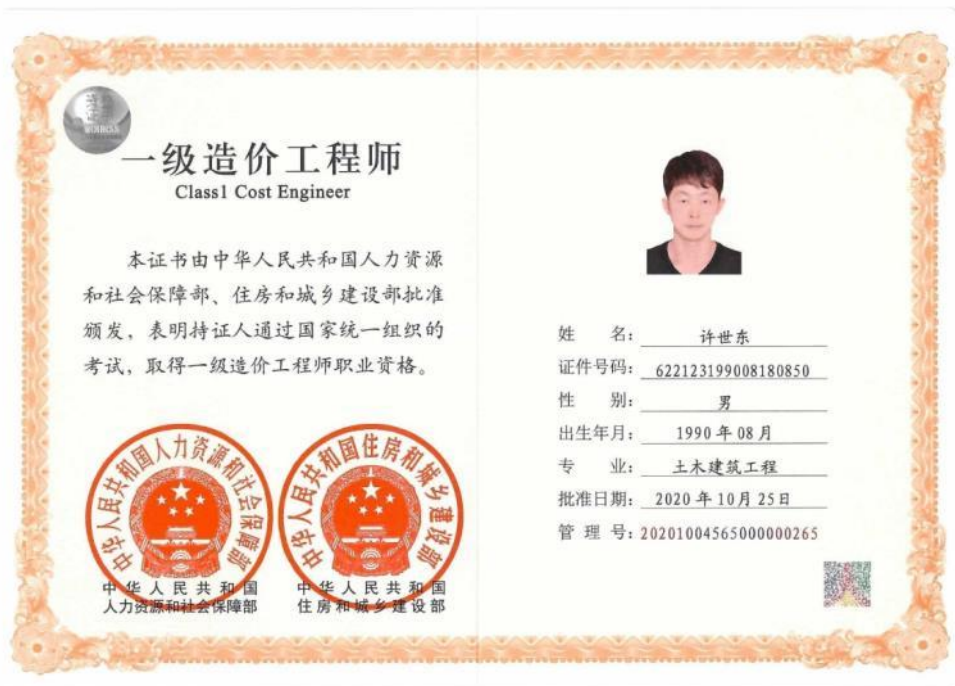 一级造价工程师
Class1 Cost Engineer
本证书由中华人民共和国人力资源
和社会保障部、住房和城乡建设部批准
颁发，表明持证人通过国家统一组织的
考试，取得一级造价工程师职业资格。
中华人民共和国人力资源和社会保障部
中华人民共和国
人力资源和社会保障部
中华人民共和国住房和城乡建设部
中华人民共和国
住房和城乡建设部
姓 名： 许世东
证件号码： 622123199008180850
性 别： 男
出生年月： 1990年08月
专 业： 土木建筑工程
批准日期： 2020年10月25日
管 理 号：20201004565000000265